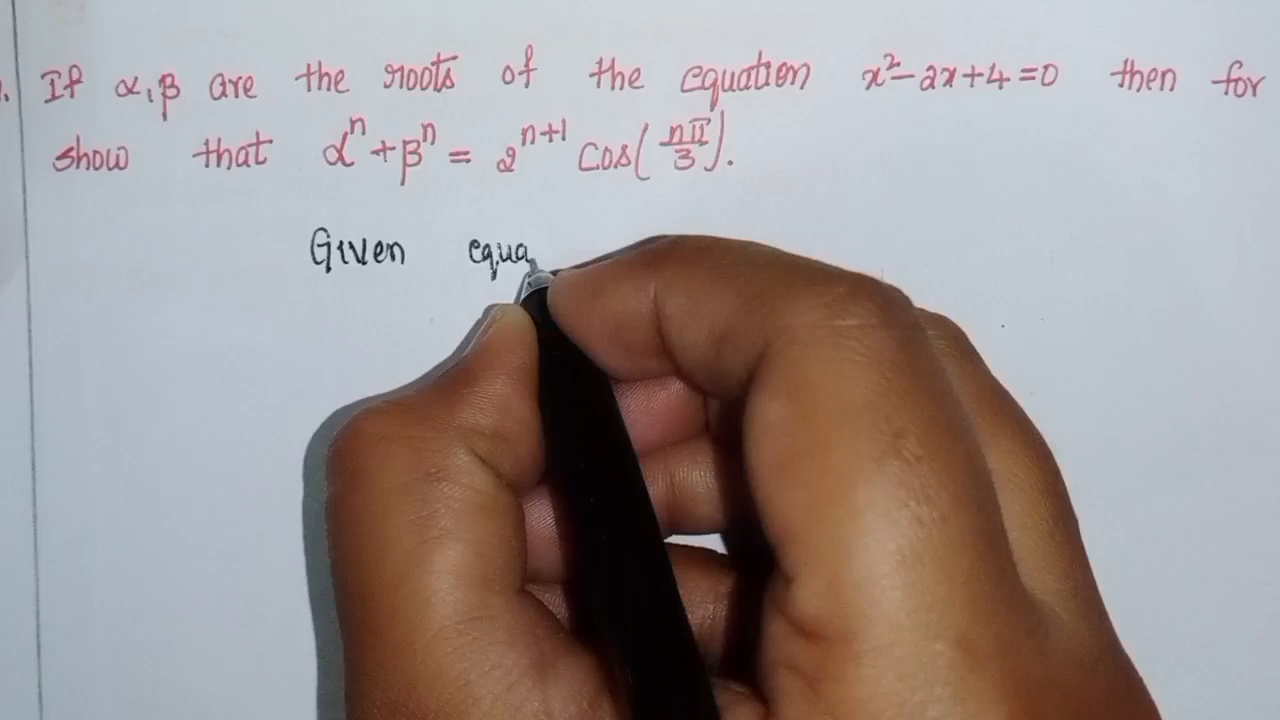 . If α, β are the roots of the equation x²-2x+4=0 then for
show that αⁿ+βⁿ = 2ⁿ⁺¹ Cos(nπ/3).
Given equa